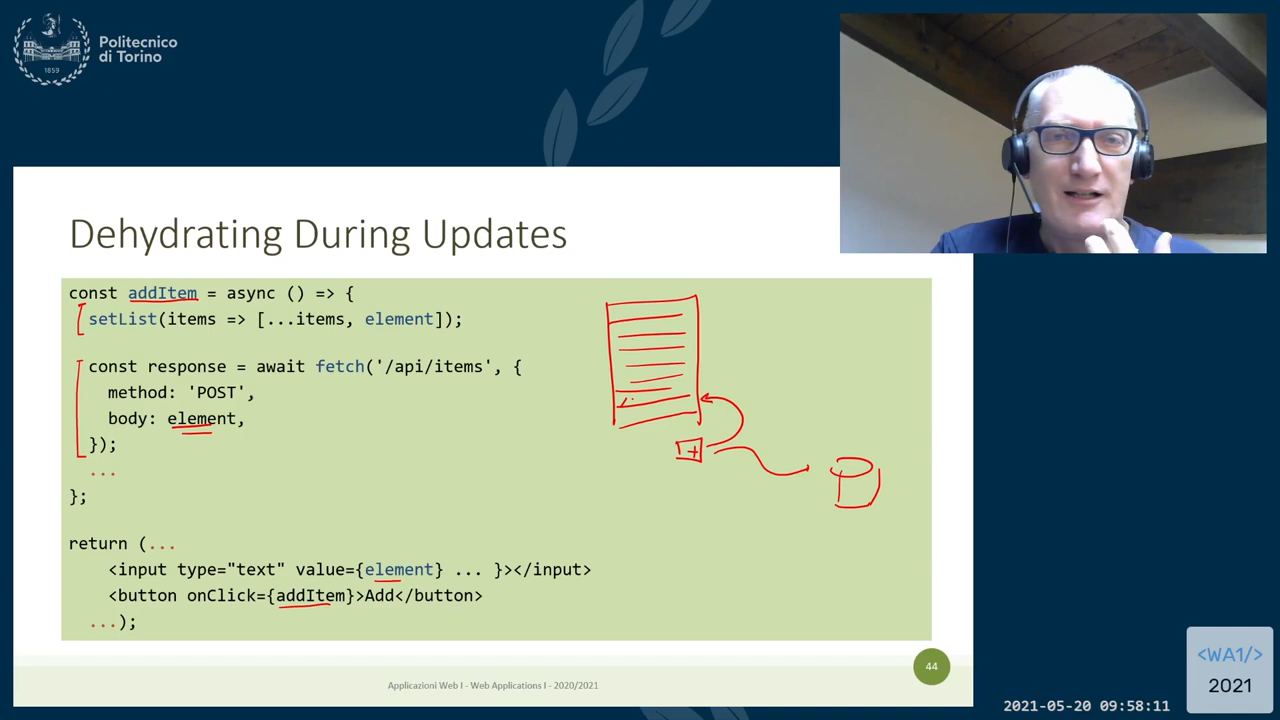 Politecnico
di Torino
1859
Dehydrating During Updates
const addItem = async () => {
setList(items => [...items, element]);
const response = await fetch('/api/items', {
method: 'POST',
body: element,
});
...
};
return (...
<input type="text" value={element} ... }></input>
<button onClick={addItem}>Add</button>
...);
44
Applicazioni Web I - Web Applications I - 2020/2021
<WA1/>
2021
2021-05-20 09:58:11